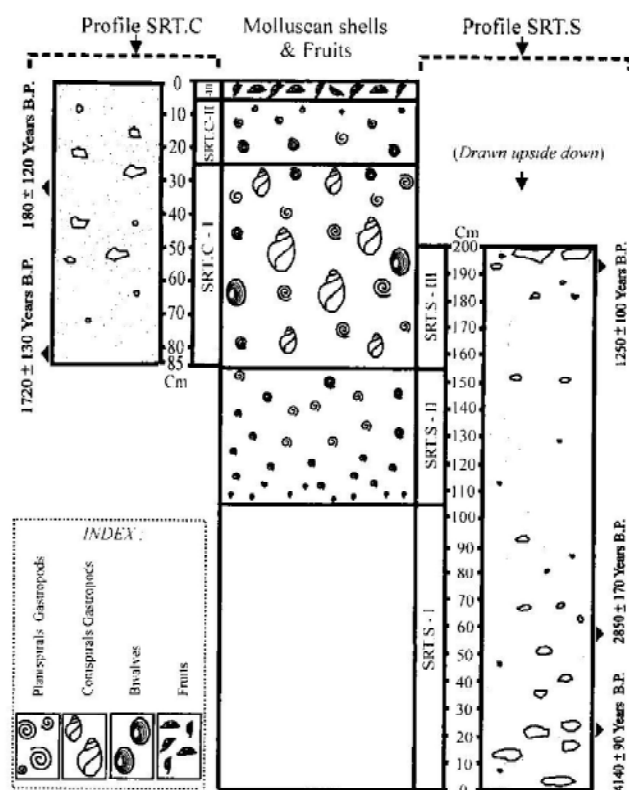 Profile SRT.C
Molluscan shells
& Fruits
Profile SRT.S
(Drawn upside down)
180 ± 120 Years B.P.
1720 ± 130 Years B.P.
0
10
20
30
40
50
60
70
80
85
Cm
SRT.C-II
SRT.C - I
Cm
200
190
180
170
160
150
140
130
120
110
100
90
80
70
60
50
40
30
20
10
0
SRT.S - III
SRT.S - II
SRT.S - I
1250 ± 100 Years B.P.
2850 ± 170 Years B.P.
4140 ± 90 Years B.P.
INDEX :
Planispirals Gastropods
Conispirals Gastropods
Bivalves
Fruits